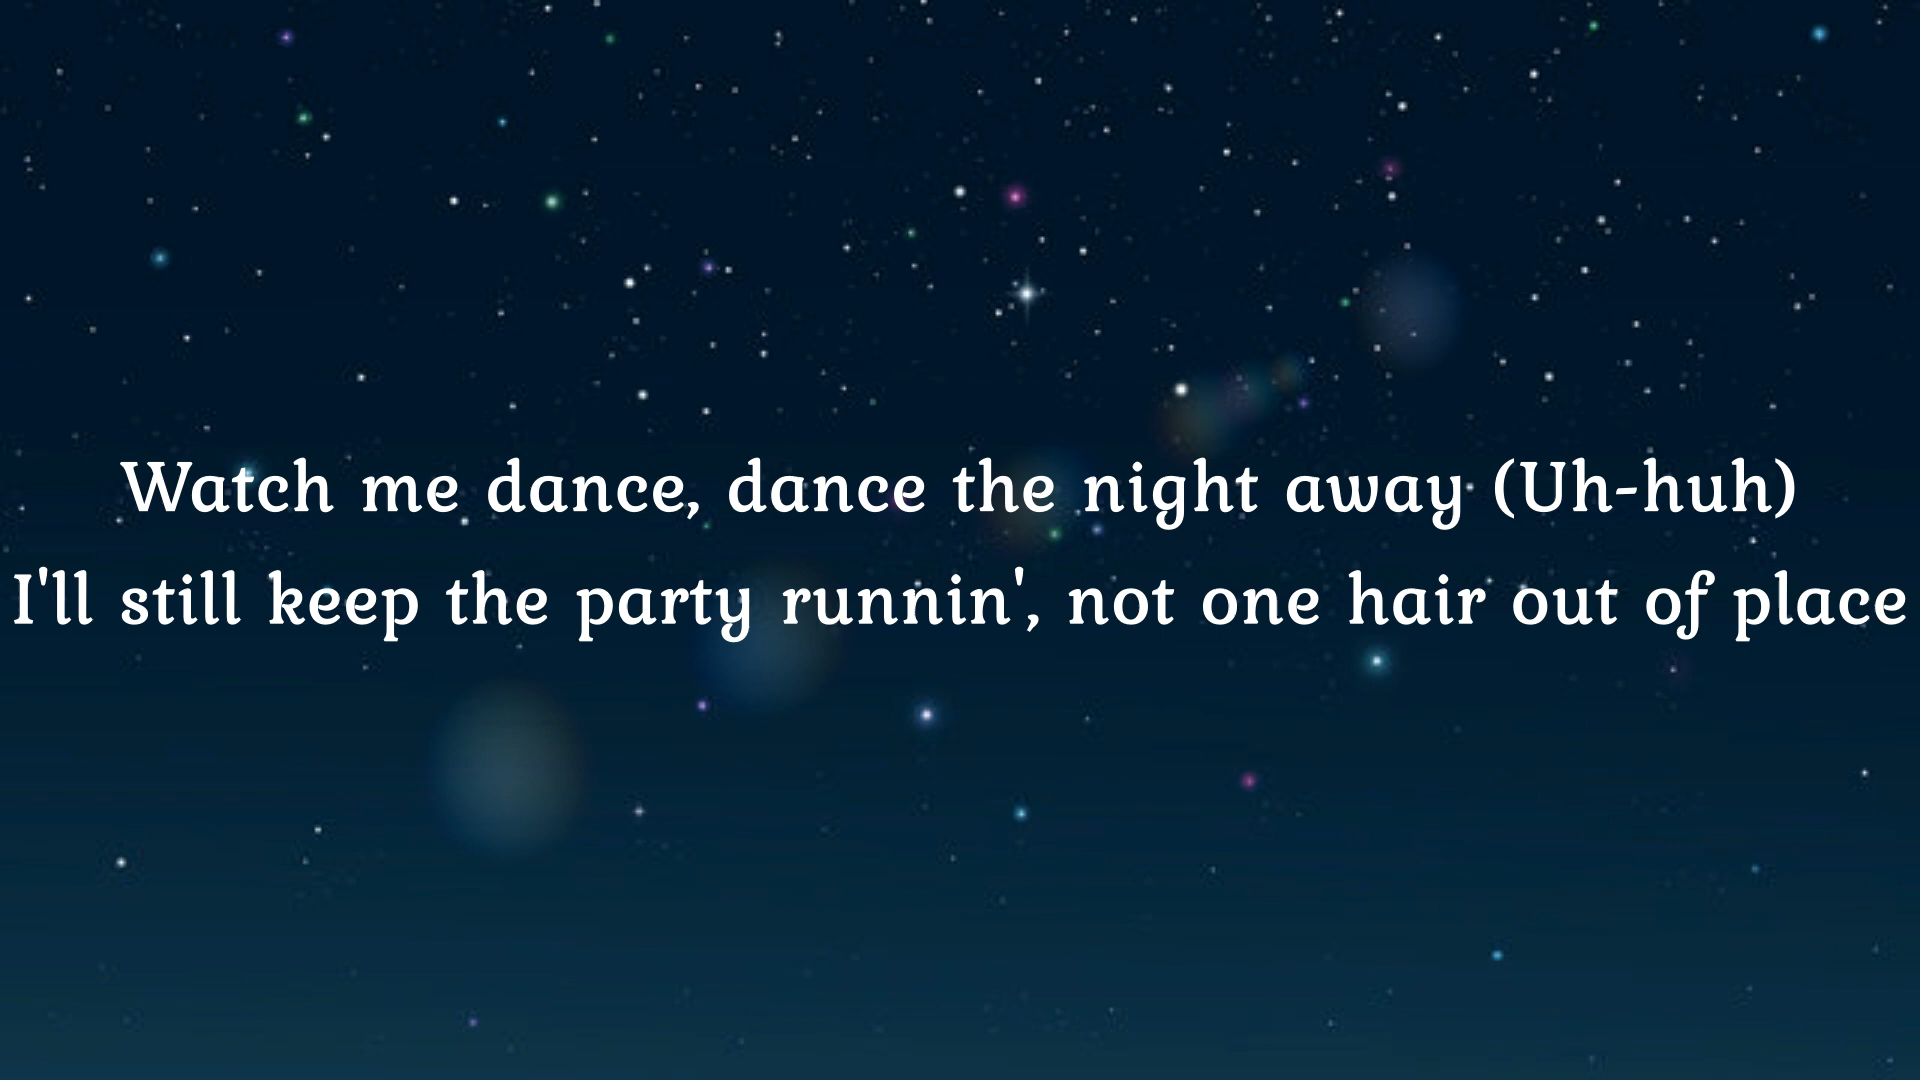 Watch me dance, dance the night away (Uh-huh)
I'll still keep the party runnin', not one hair out of place